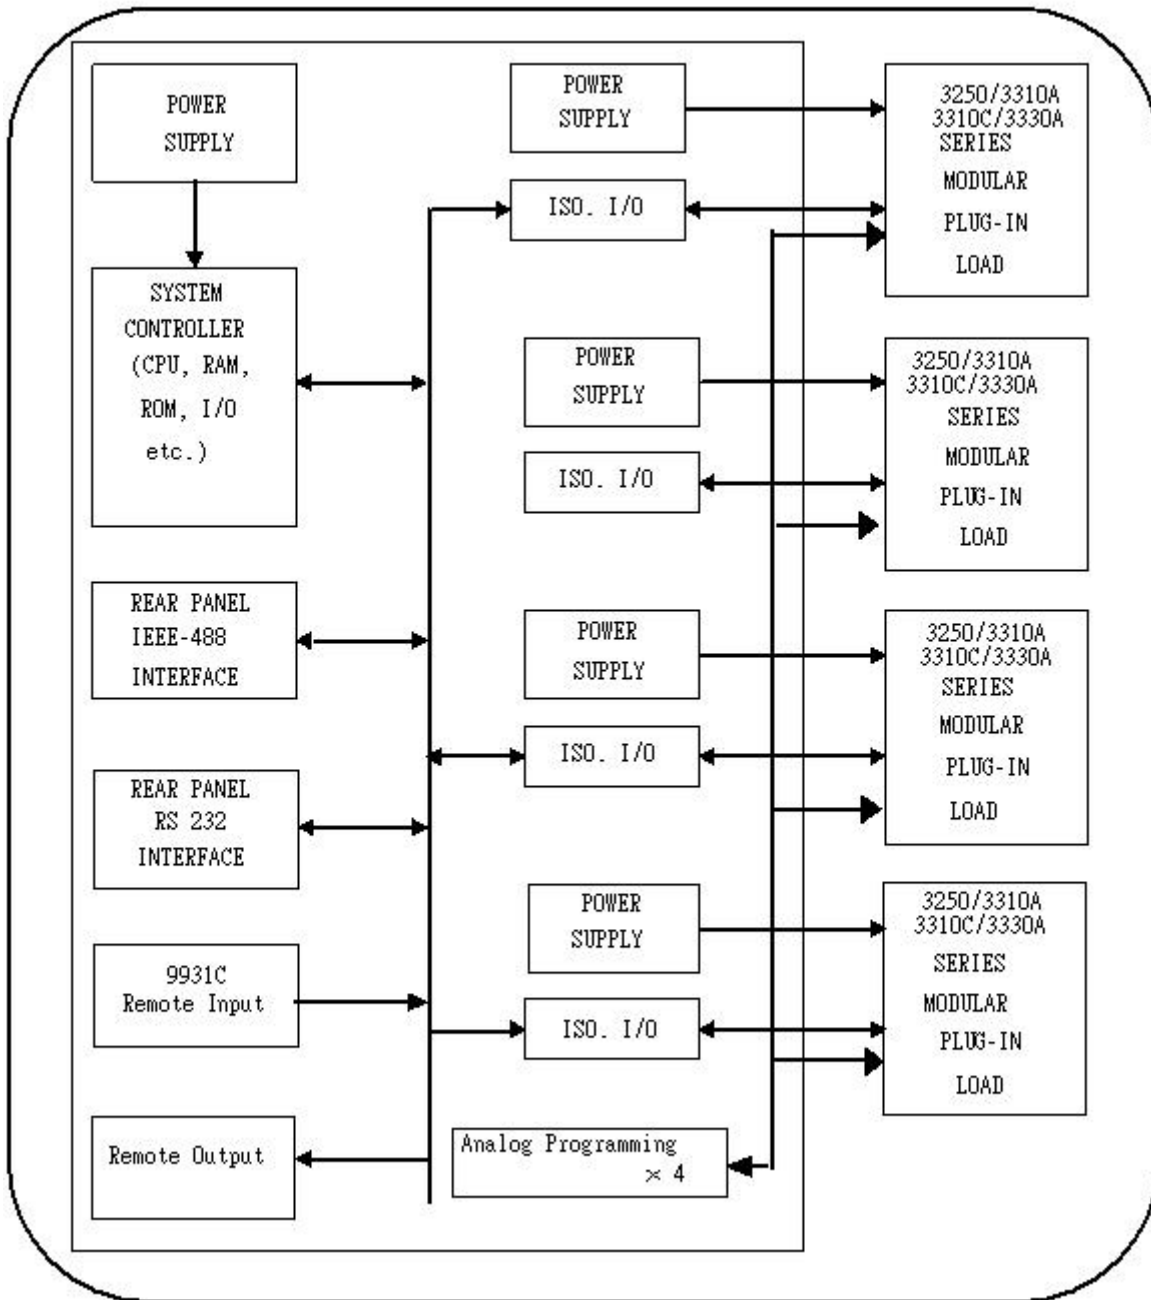 POWER
SUPPLY
SYSTEM
CONTROLLER
(CPU, RAM,
ROM, I/O
etc.)
REAR PANEL
IEEE-488
INTERFACE
REAR PANEL
RS 232
INTERFACE
9931C
Remote Input
Remote Output
POWER
SUPPLY
ISO. I/O
POWER
SUPPLY
ISO. I/O
POWER
SUPPLY
ISO. I/O
POWER
SUPPLY
ISO. I/O
Analog Programming
× 4
3250/3310A
3310C/3330A
SERIES
MODULAR
PLUG-IN
LOAD
3250/3310A
3310C/3330A
SERIES
MODULAR
PLUG-IN
LOAD
3250/3310A
3310C/3330A
SERIES
MODULAR
PLUG-IN
LOAD
3250/3310A
3310C/3330A
SERIES
MODULAR
PLUG-IN
LOAD